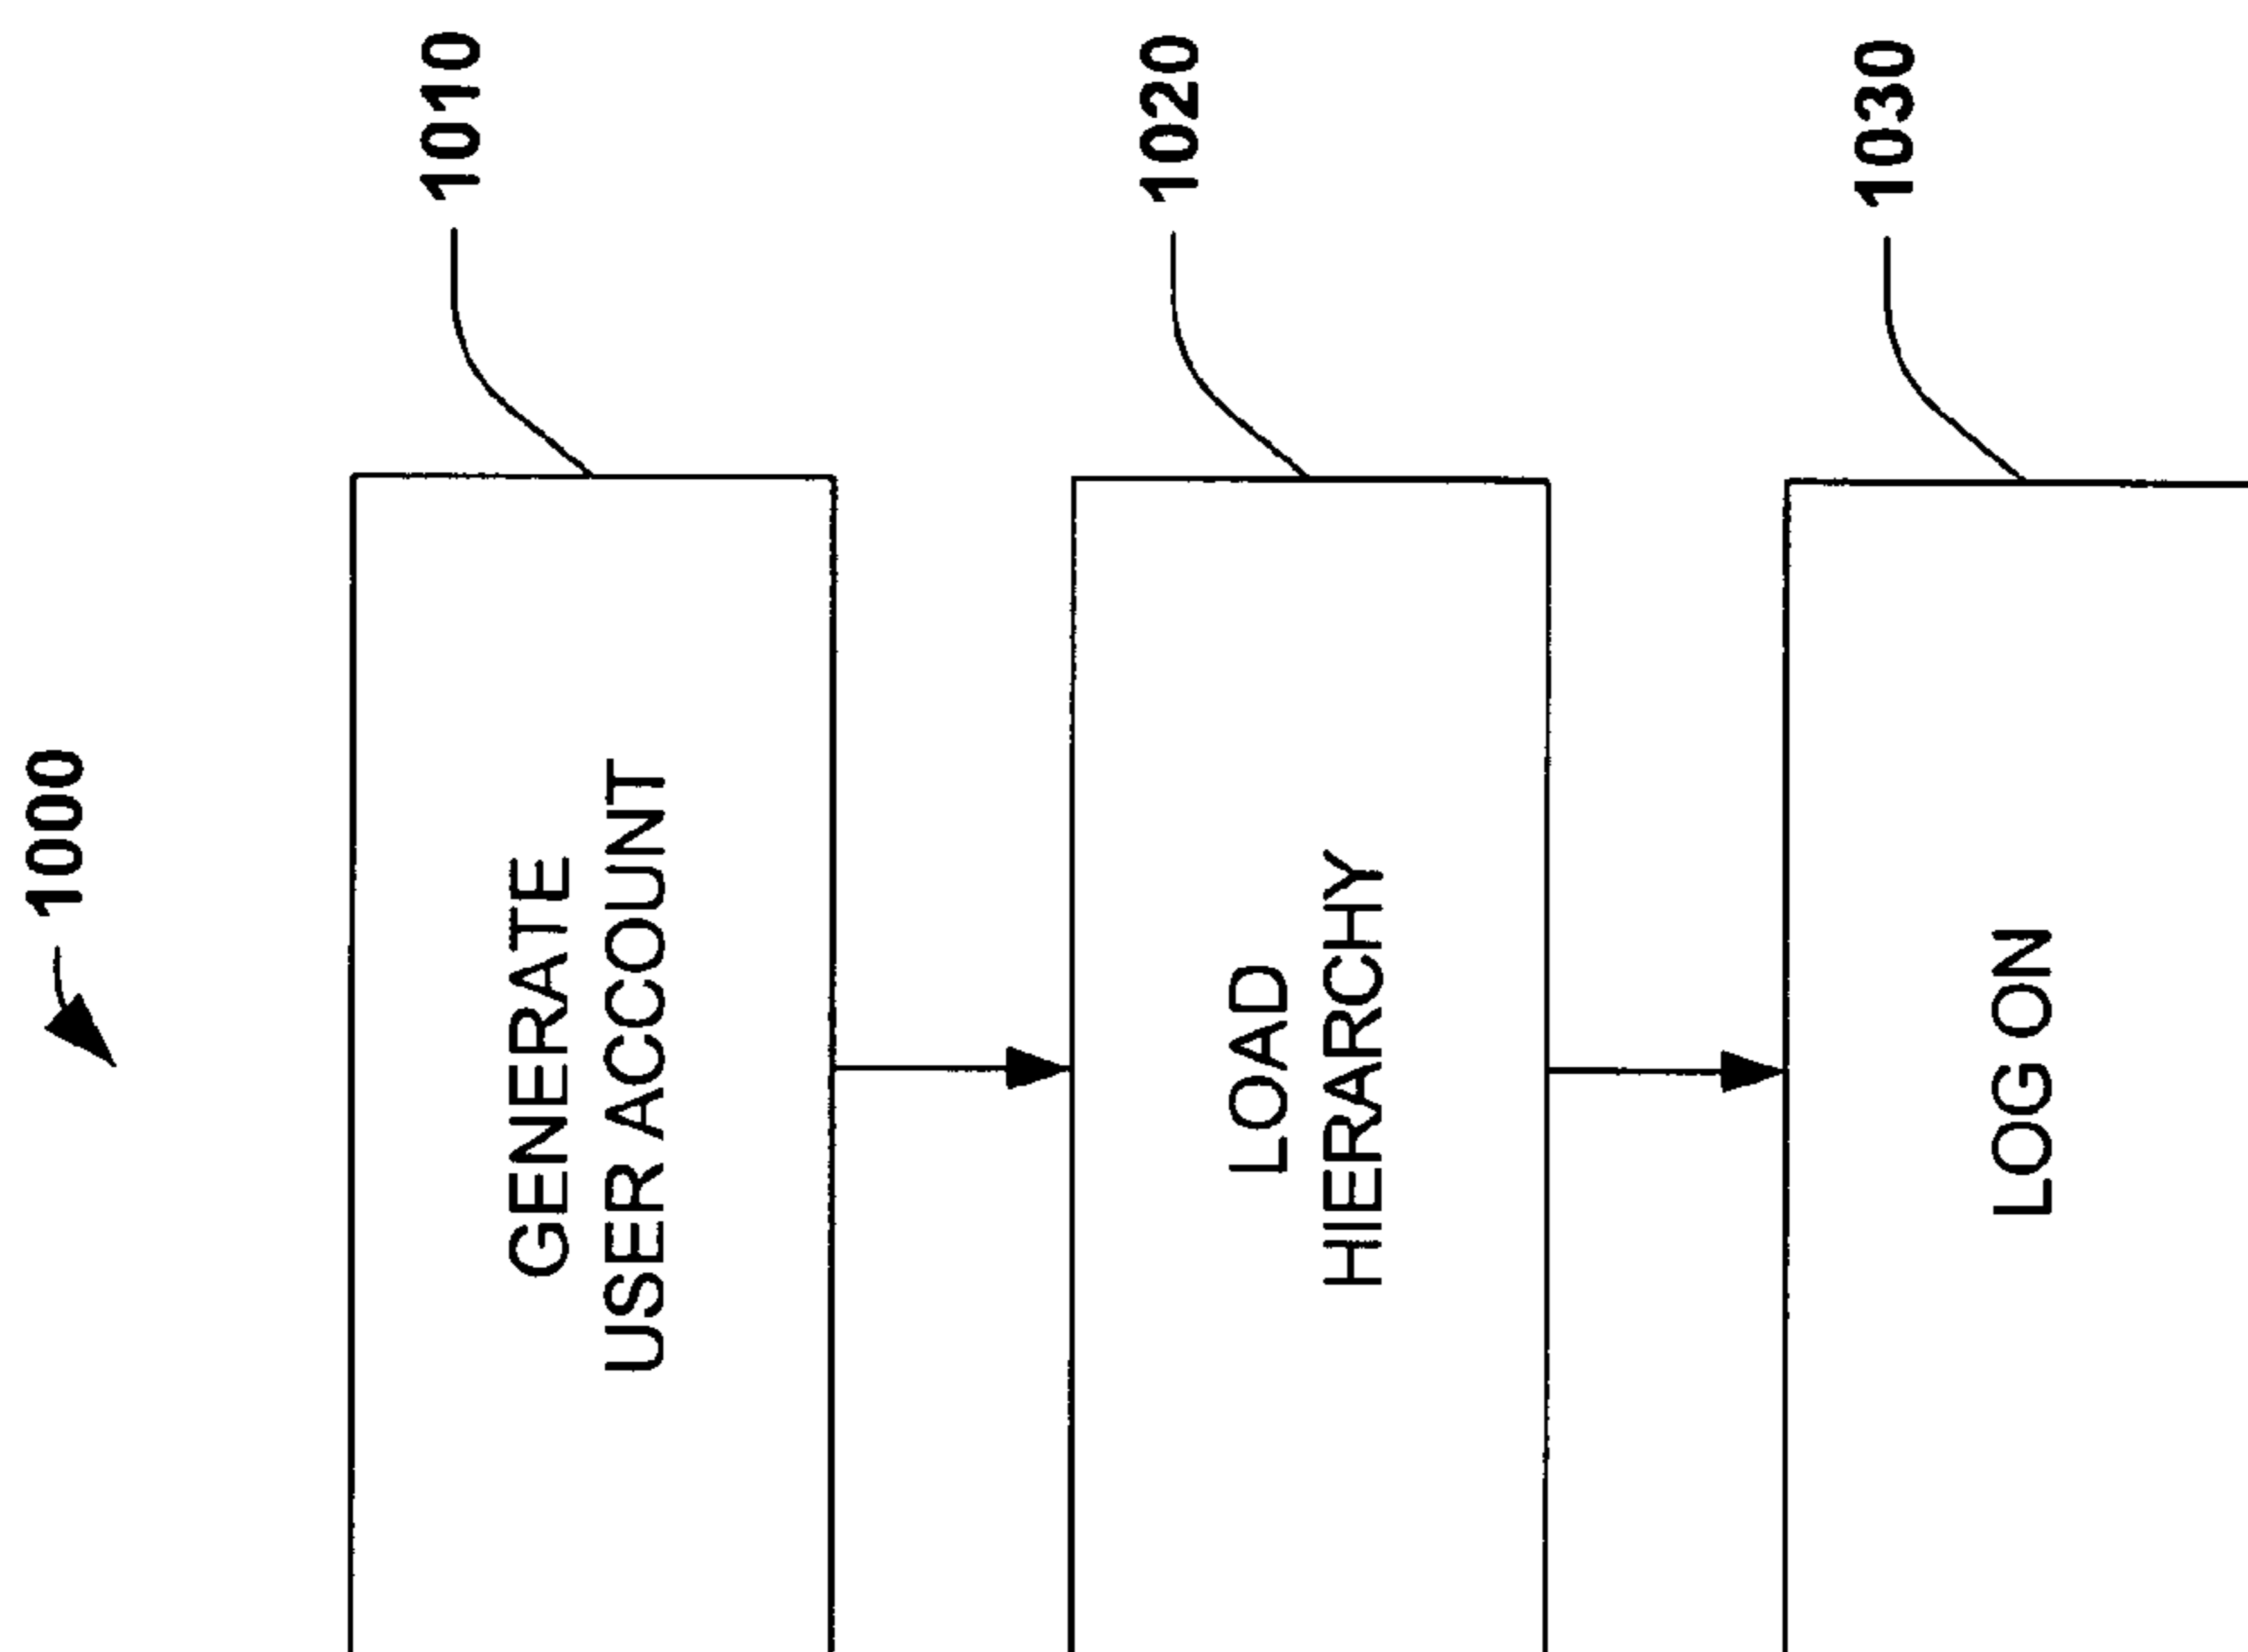 1000
GENERATE
USER ACCOUNT
1010
LOAD
HIERARCHY
1020
LOG ON
1030